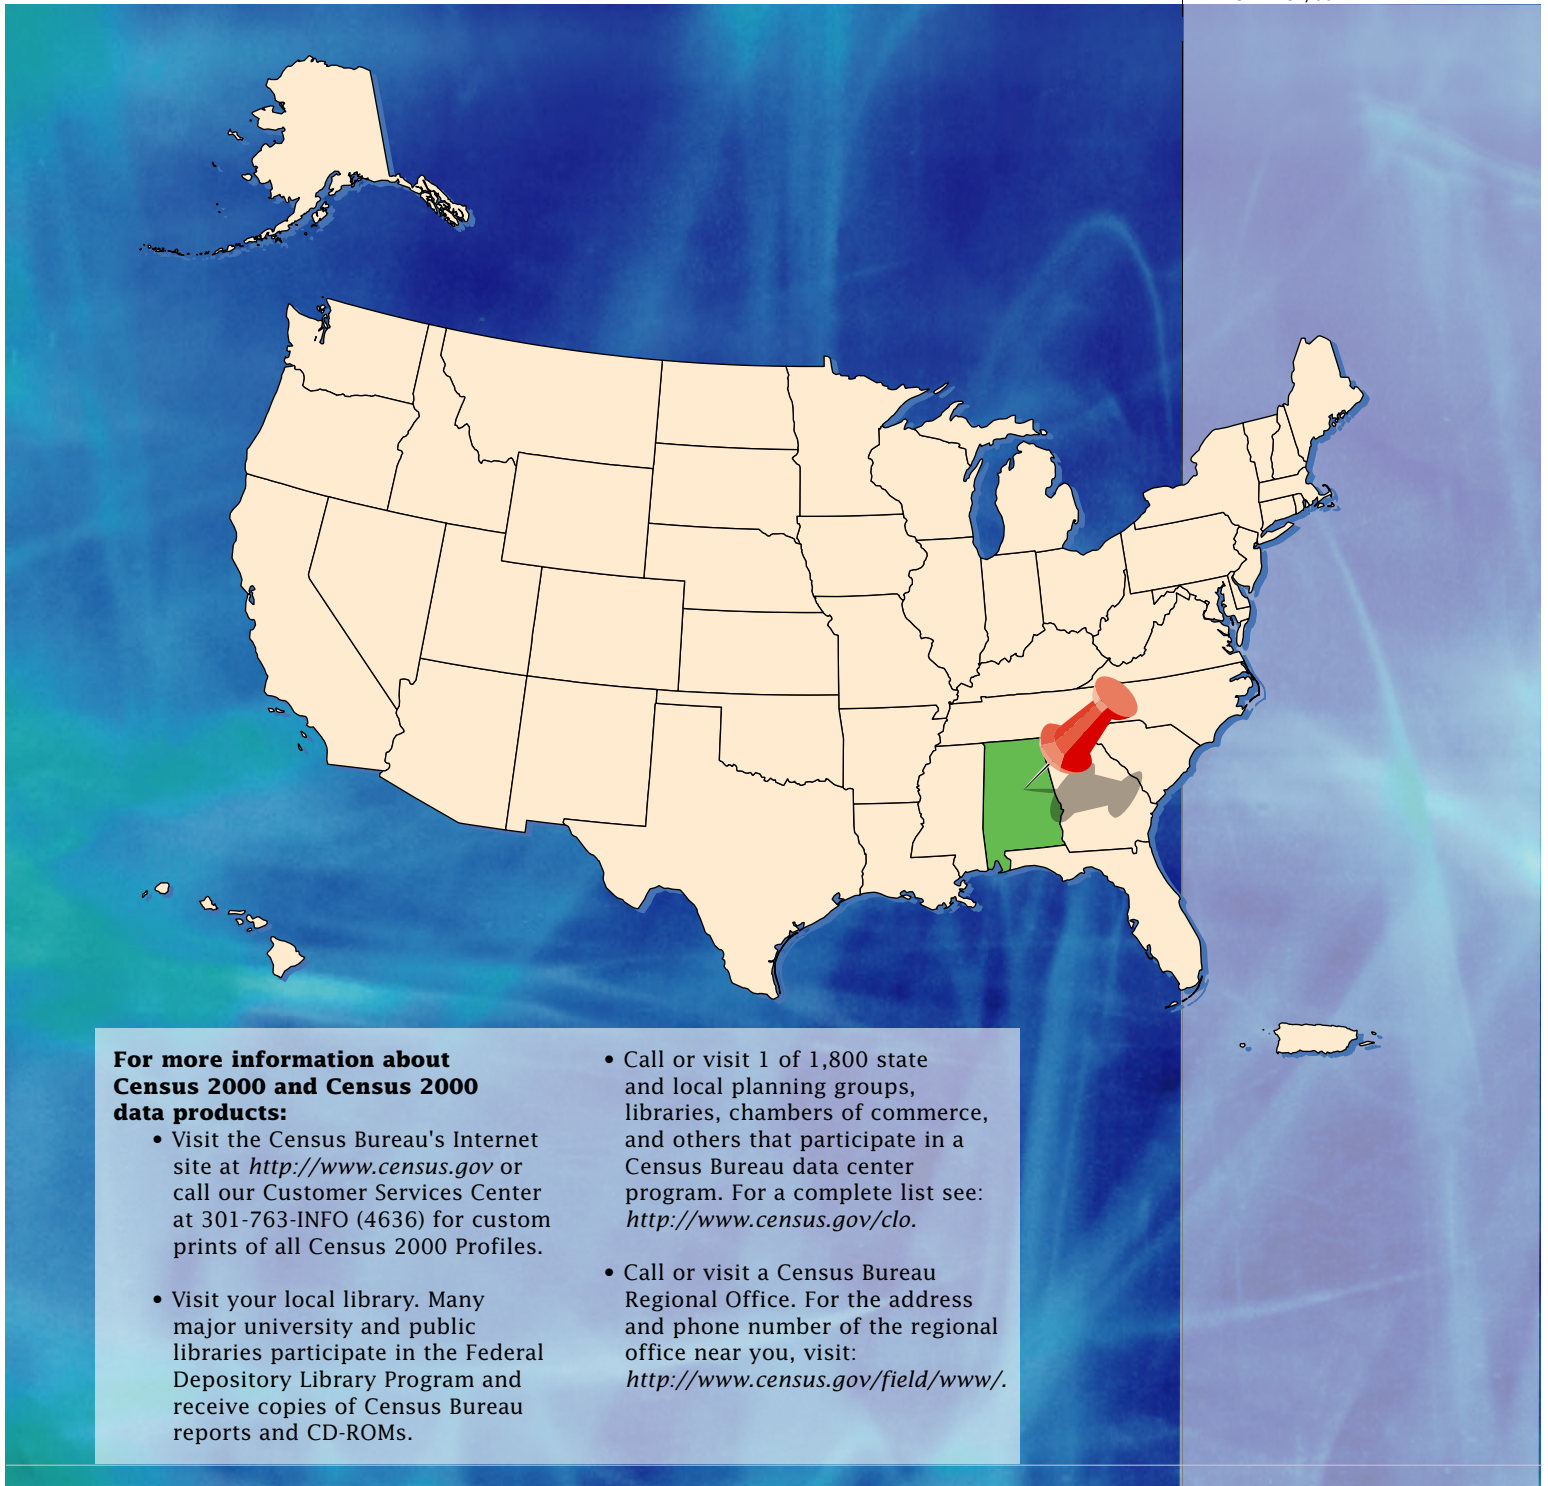 For more information about
Census 2000 and Census 2000
data products:
• Visit the Census Bureau's Internet
site at http://www.census.gov or
call our Customer Services Center
at 301-763-INFO (4636) for custom
prints of all Census 2000 Profiles.
• Visit your local library. Many
major university and public
libraries participate in the Federal
Depository Library Program and
receive copies of Census Bureau
reports and CD-ROMs.
• Call or visit 1 of 1,800 state
and local planning groups,
libraries, chambers of commerce,
and others that participate in a
Census Bureau data center
program. For a complete list see:
http://www.census.gov/clo.
• Call or visit a Census Bureau
Regional Office. For the address
and phone number of the regional
office near you, visit:
http://www.census.gov/field/www/.